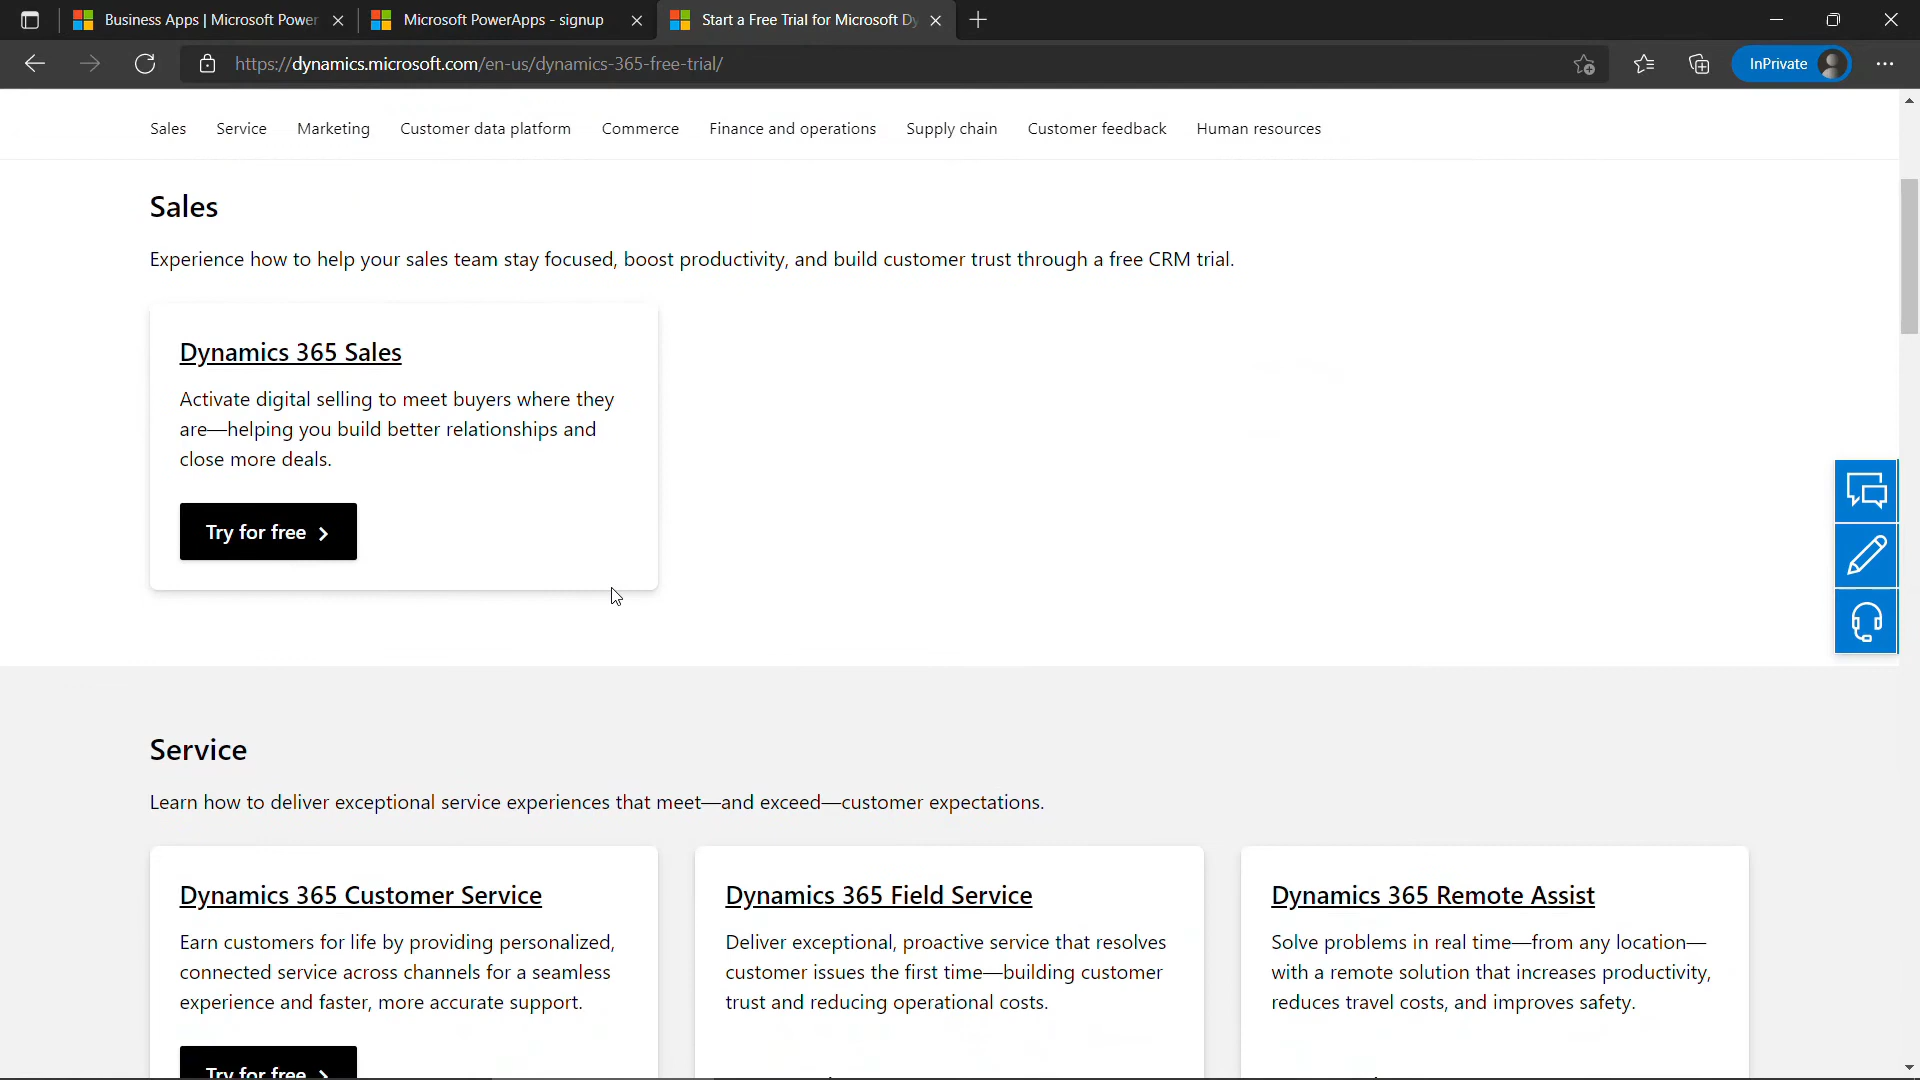 Business Apps | Microsoft Power
Microsoft PowerApps - signup
Start a Free Trial for Microsoft Dy
https://dynamics.microsoft.com/en-us/dynamics-365-free-trial/
InPrivate
Sales Service Marketing Customer data platform Commerce Finance and operations Supply chain Customer feedback Human resources
Sales
Experience how to help your sales team stay focused, boost productivity, and build customer trust through a free CRM trial.
Dynamics 365 Sales
Activate digital selling to meet buyers where they
are—helping you build better relationships and
close more deals.
Try for free
Service
Learn how to deliver exceptional service experiences that meet—and exceed—customer expectations.
Dynamics 365 Customer Service
Earn customers for life by providing personalized,
connected service across channels for a seamless
experience and faster, more accurate support.
Try for free
Dynamics 365 Field Service
Deliver exceptional, proactive service that resolves
customer issues the first time—building customer
trust and reducing operational costs.
Dynamics 365 Remote Assist
Solve problems in real time—from any location—
with a remote solution that increases productivity,
reduces travel costs, and improves safety.